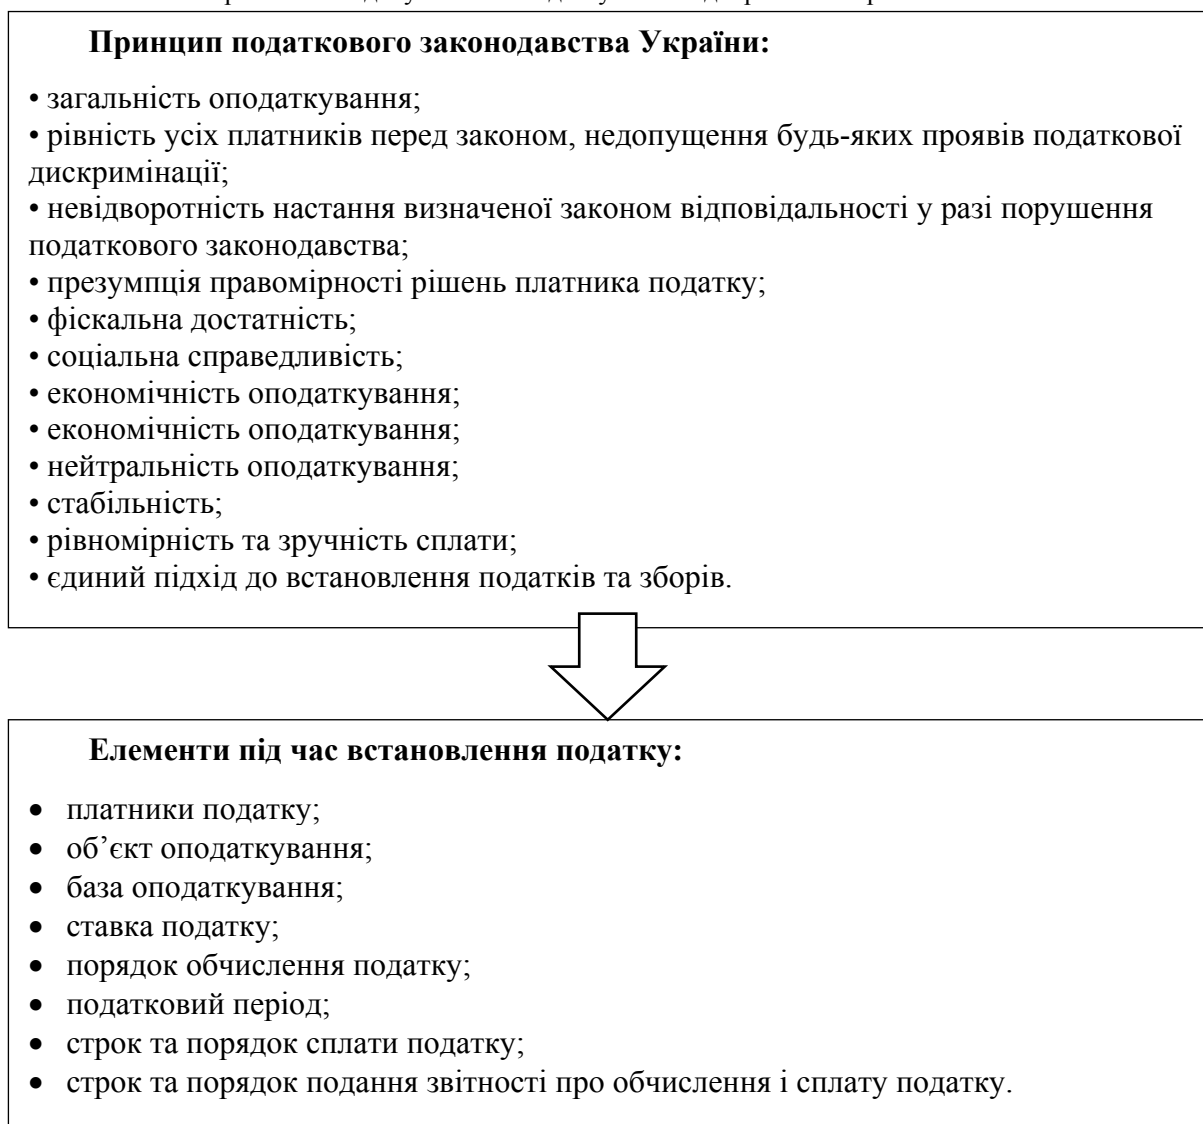 Принцип податкового законодавства України:
• загальність оподаткування;
• рівність усіх платників перед законом, недопущення будь-яких проявів податкової
дискримінації;
• невідворотність настання визначеної законом відповідальності у разі порушення
податкового законодавства;
• презумпція правомірності рішень платника податку;
• фіскальна достатність;
• соціальна справедливість;
• економічність оподаткування;
• економічність оподаткування;
• нейтральність оподаткування;
• стабільність;
• рівномірність та зручність сплати;
• єдиний підхід до встановлення податків та зборів.
Елементи під час встановлення податку:
• платники податку;
• об’єкт оподаткування;
• база оподаткування;
• ставка податку;
• порядок обчислення податку;
• податковий період;
• строк та порядок сплати податку;
• строк та порядок подання звітності про обчислення і сплату податку.